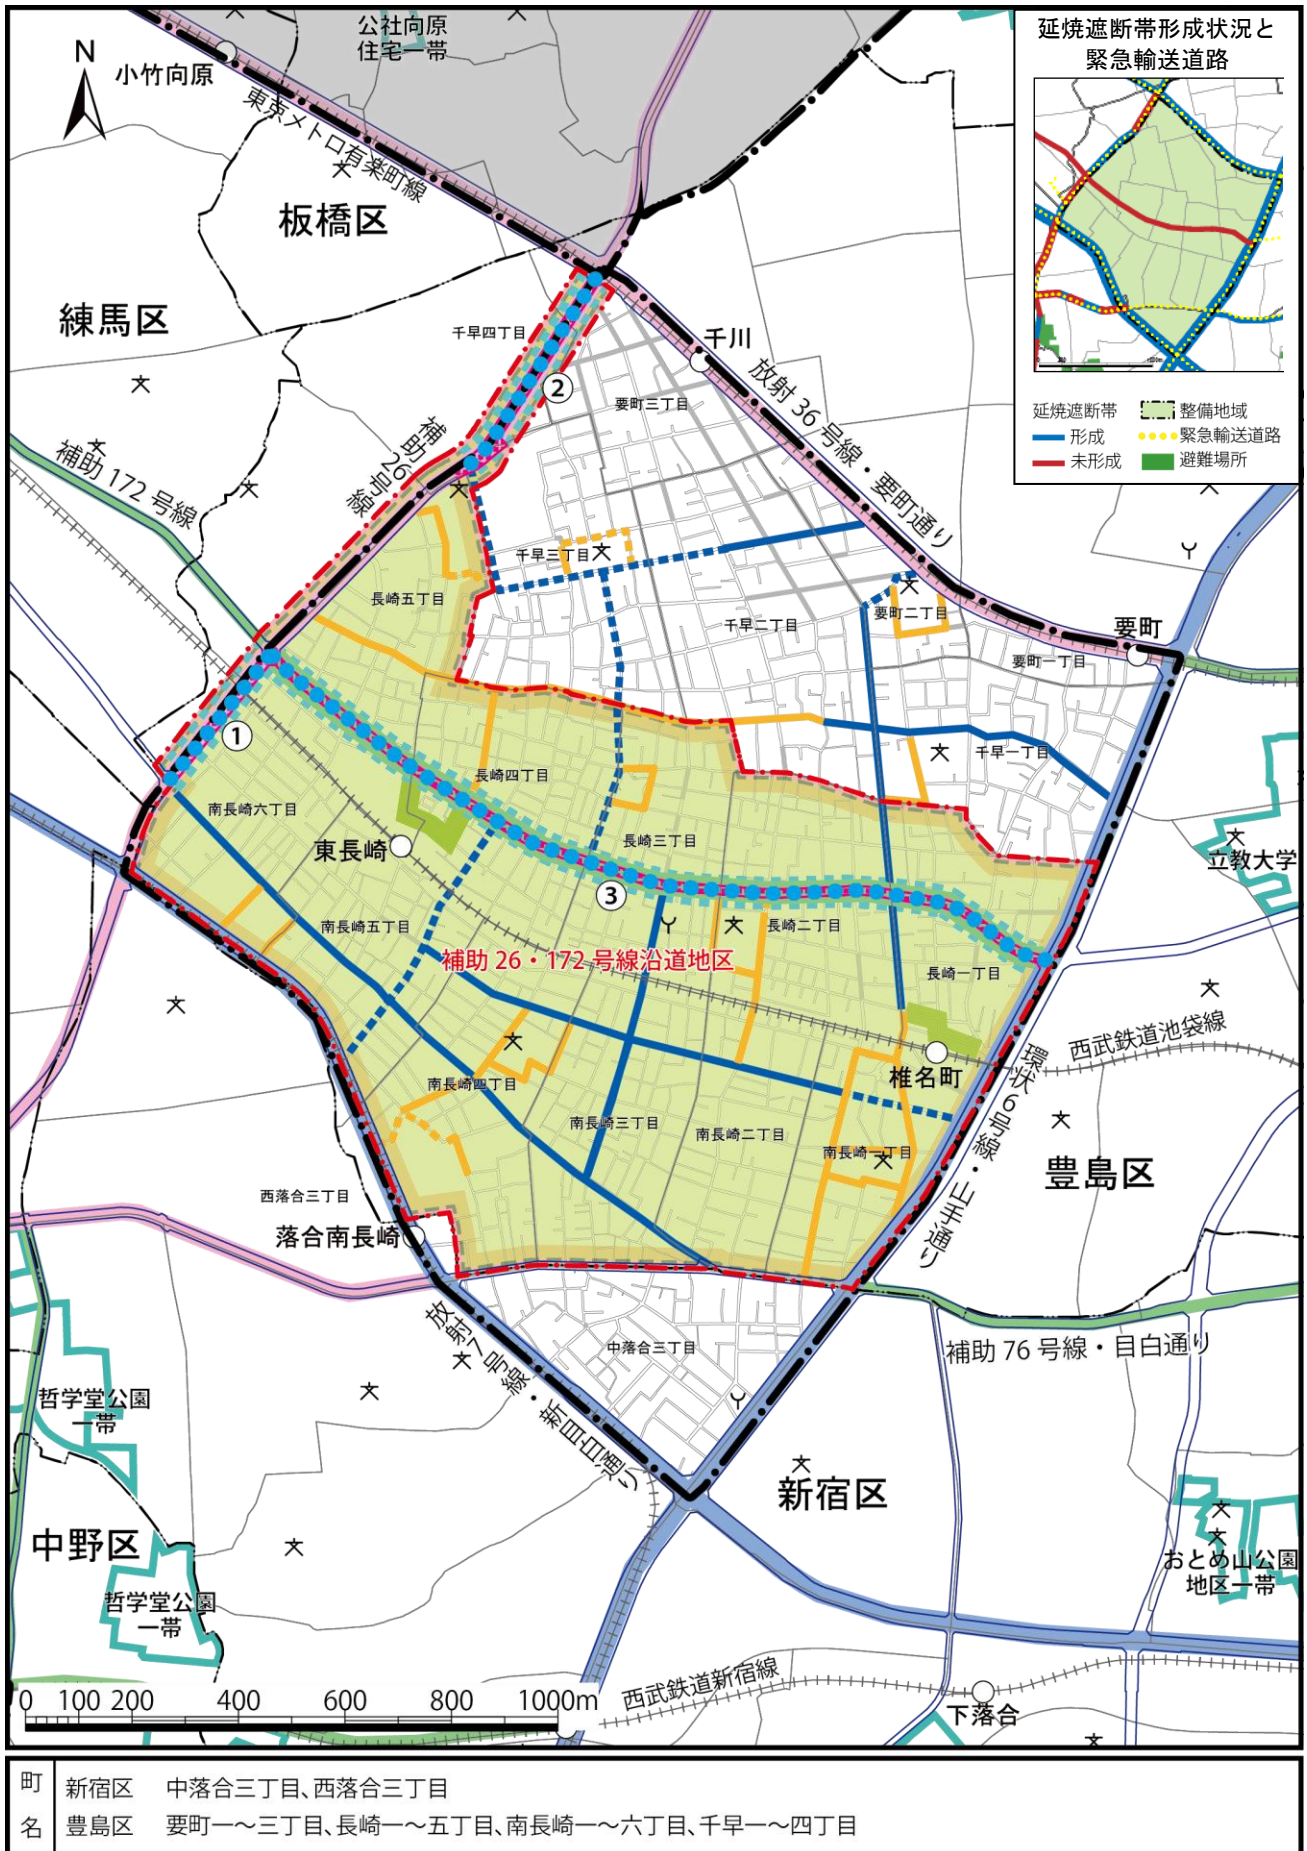 公社向原
住宅一帯
N
小竹向原
東京メトロ有楽町線
板橋区
練馬区
延焼遮断帯形成状況と
緊急輸送道路
延焼遮断帯
形成
未形成
整備地域
緊急輸送道路
避難場所
千早四丁目
千川
放射 36 号線・要町通り
②
要町三丁目
補助 26号線
補助 172 号線
千早三丁目
長崎五丁目
千早二丁目
要町二丁目
要町
要町一丁目
①
千早一丁目
長崎四丁目
南長崎六丁目
東長崎
長崎三丁目
立教大学
③
南長崎五丁目
長崎二丁目
補助 26・172 号線沿道地区
長崎一丁目
西武鉄道池袋線
椎名町
環状6号線・山手通り
南長崎四丁目
南長崎三丁目
南長崎二丁目
南長崎一丁目
豊島区
西落合三丁目
落合南長崎
放射7号線・新目白通り
中落合三丁目
補助 76 号線・目白通り
哲学堂公園
一帯
新宿区
中野区
おとめ山公園
地区一帯
哲学堂公園
一帯
西武鉄道新宿線
下落合
0 100 200 400 600 800 1000m
町名
新宿区 中落合三丁目、西落合三丁目
豊島区 要町一～三丁目、長崎一～五丁目、南長崎一～六丁目、千早一～四丁目